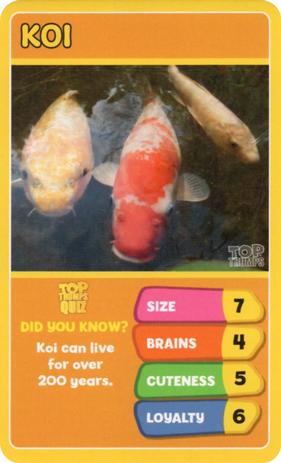 KOI
TOP
TRUMPS
TOP
TRUMPS
QUIZ
DID YOU KNOW?
Koi can live
for over
200 years.
SIZE 7
BRAINS 4
CUTENESS 5
LOYALTY 6